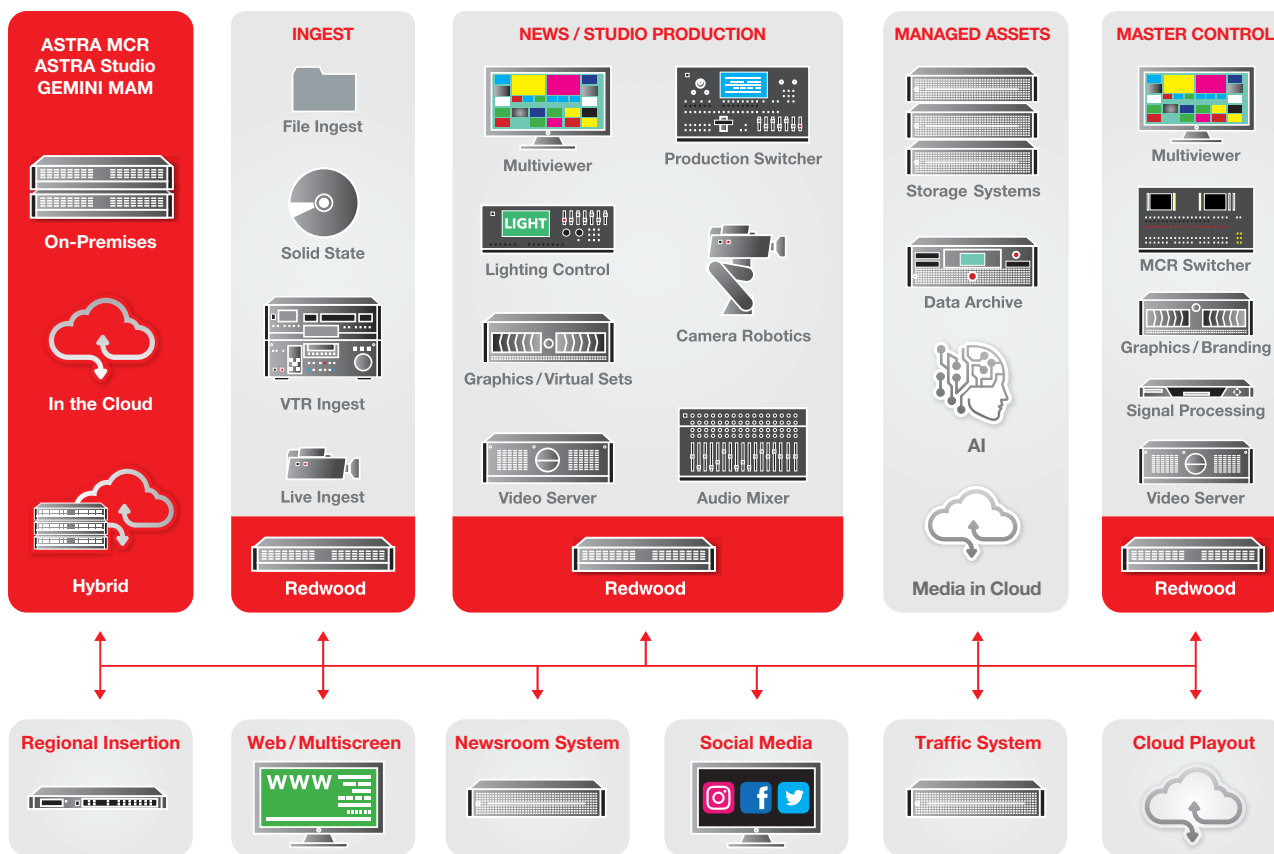 ASTRA MCR
ASTRA Studio
GEMINI MAM
On-Premises
In the Cloud
Hybrid
INGEST
File Ingest
Solid State
VTR Ingest
Live Ingest
Redwood
NEWS / STUDIO PRODUCTION
Multiviewer
Production Switcher
LIGHT
Lighting Control
Camera Robotics
Graphics / Virtual Sets
Video Server
Audio Mixer
Redwood
MANAGED ASSETS
Storage Systems
Data Archive
AI
Media in Cloud
MASTER CONTROL
Multiviewer
MCR Switcher
Graphics / Branding
Signal Processing
Video Server
Redwood
Regional Insertion
Web / Multiscreen
WWW
Newsroom System
Social Media
f
Traffic System
Cloud Playout